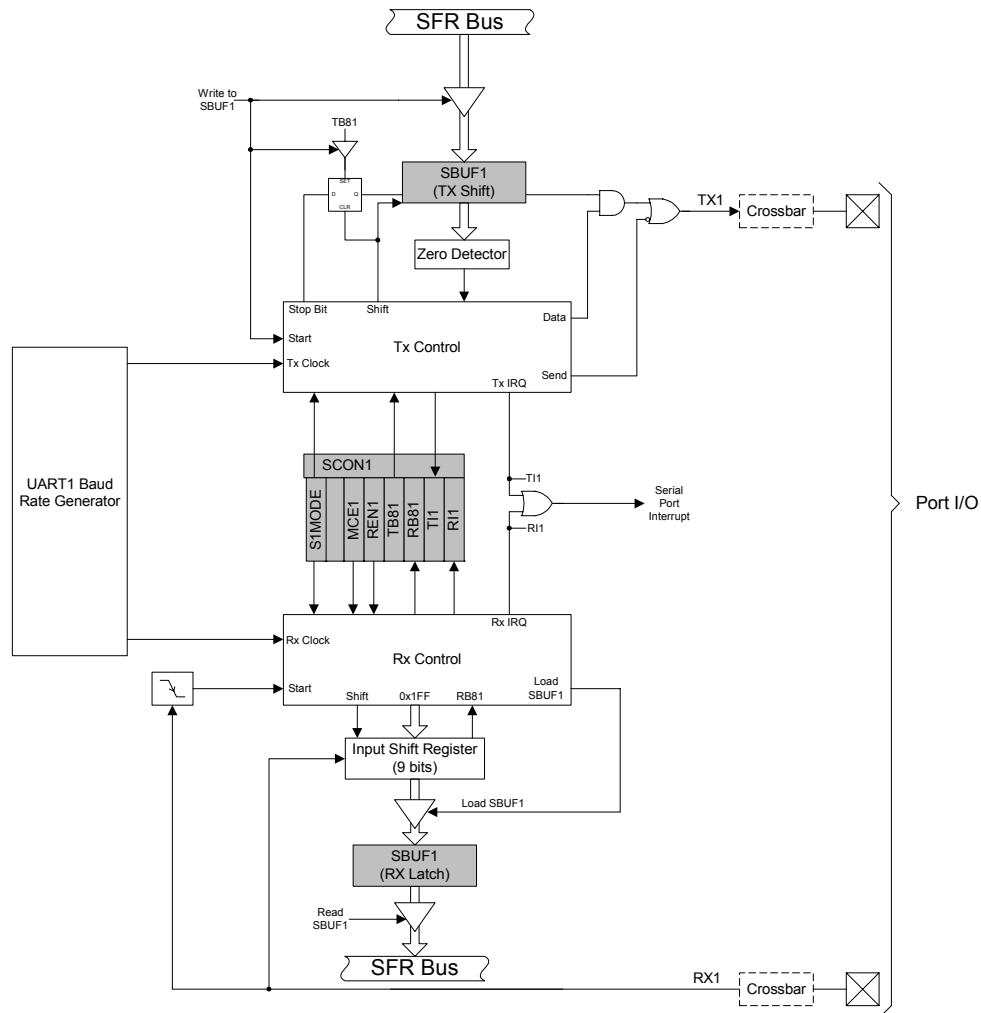 SFR Bus
Write to
SBUF1
TB81
SBUF1
(TX Shift)
SET
D
Q
CLR
TX1
Crossbar
Zero Detector
Stop Bit
Shift
Data
Start
Tx Control
Tx Clock
Send
Tx IRQ
UART1 Baud
Rate Generator
SCON1
S1MODE
MCE1
REN1
TB81
RB81
TI1
RI1
TI1
Serial
Port
Interrupt
RI1
Port I/O
Rx IRQ
Rx Clock
Rx Control
Start
Load
SBUF1
Shift
0x1FF
RB81
Input Shift Register
(9 bits)
Load SBUF1
SBUF1
(RX Latch)
Read
SBUF1
SFR Bus
RX1
Crossbar